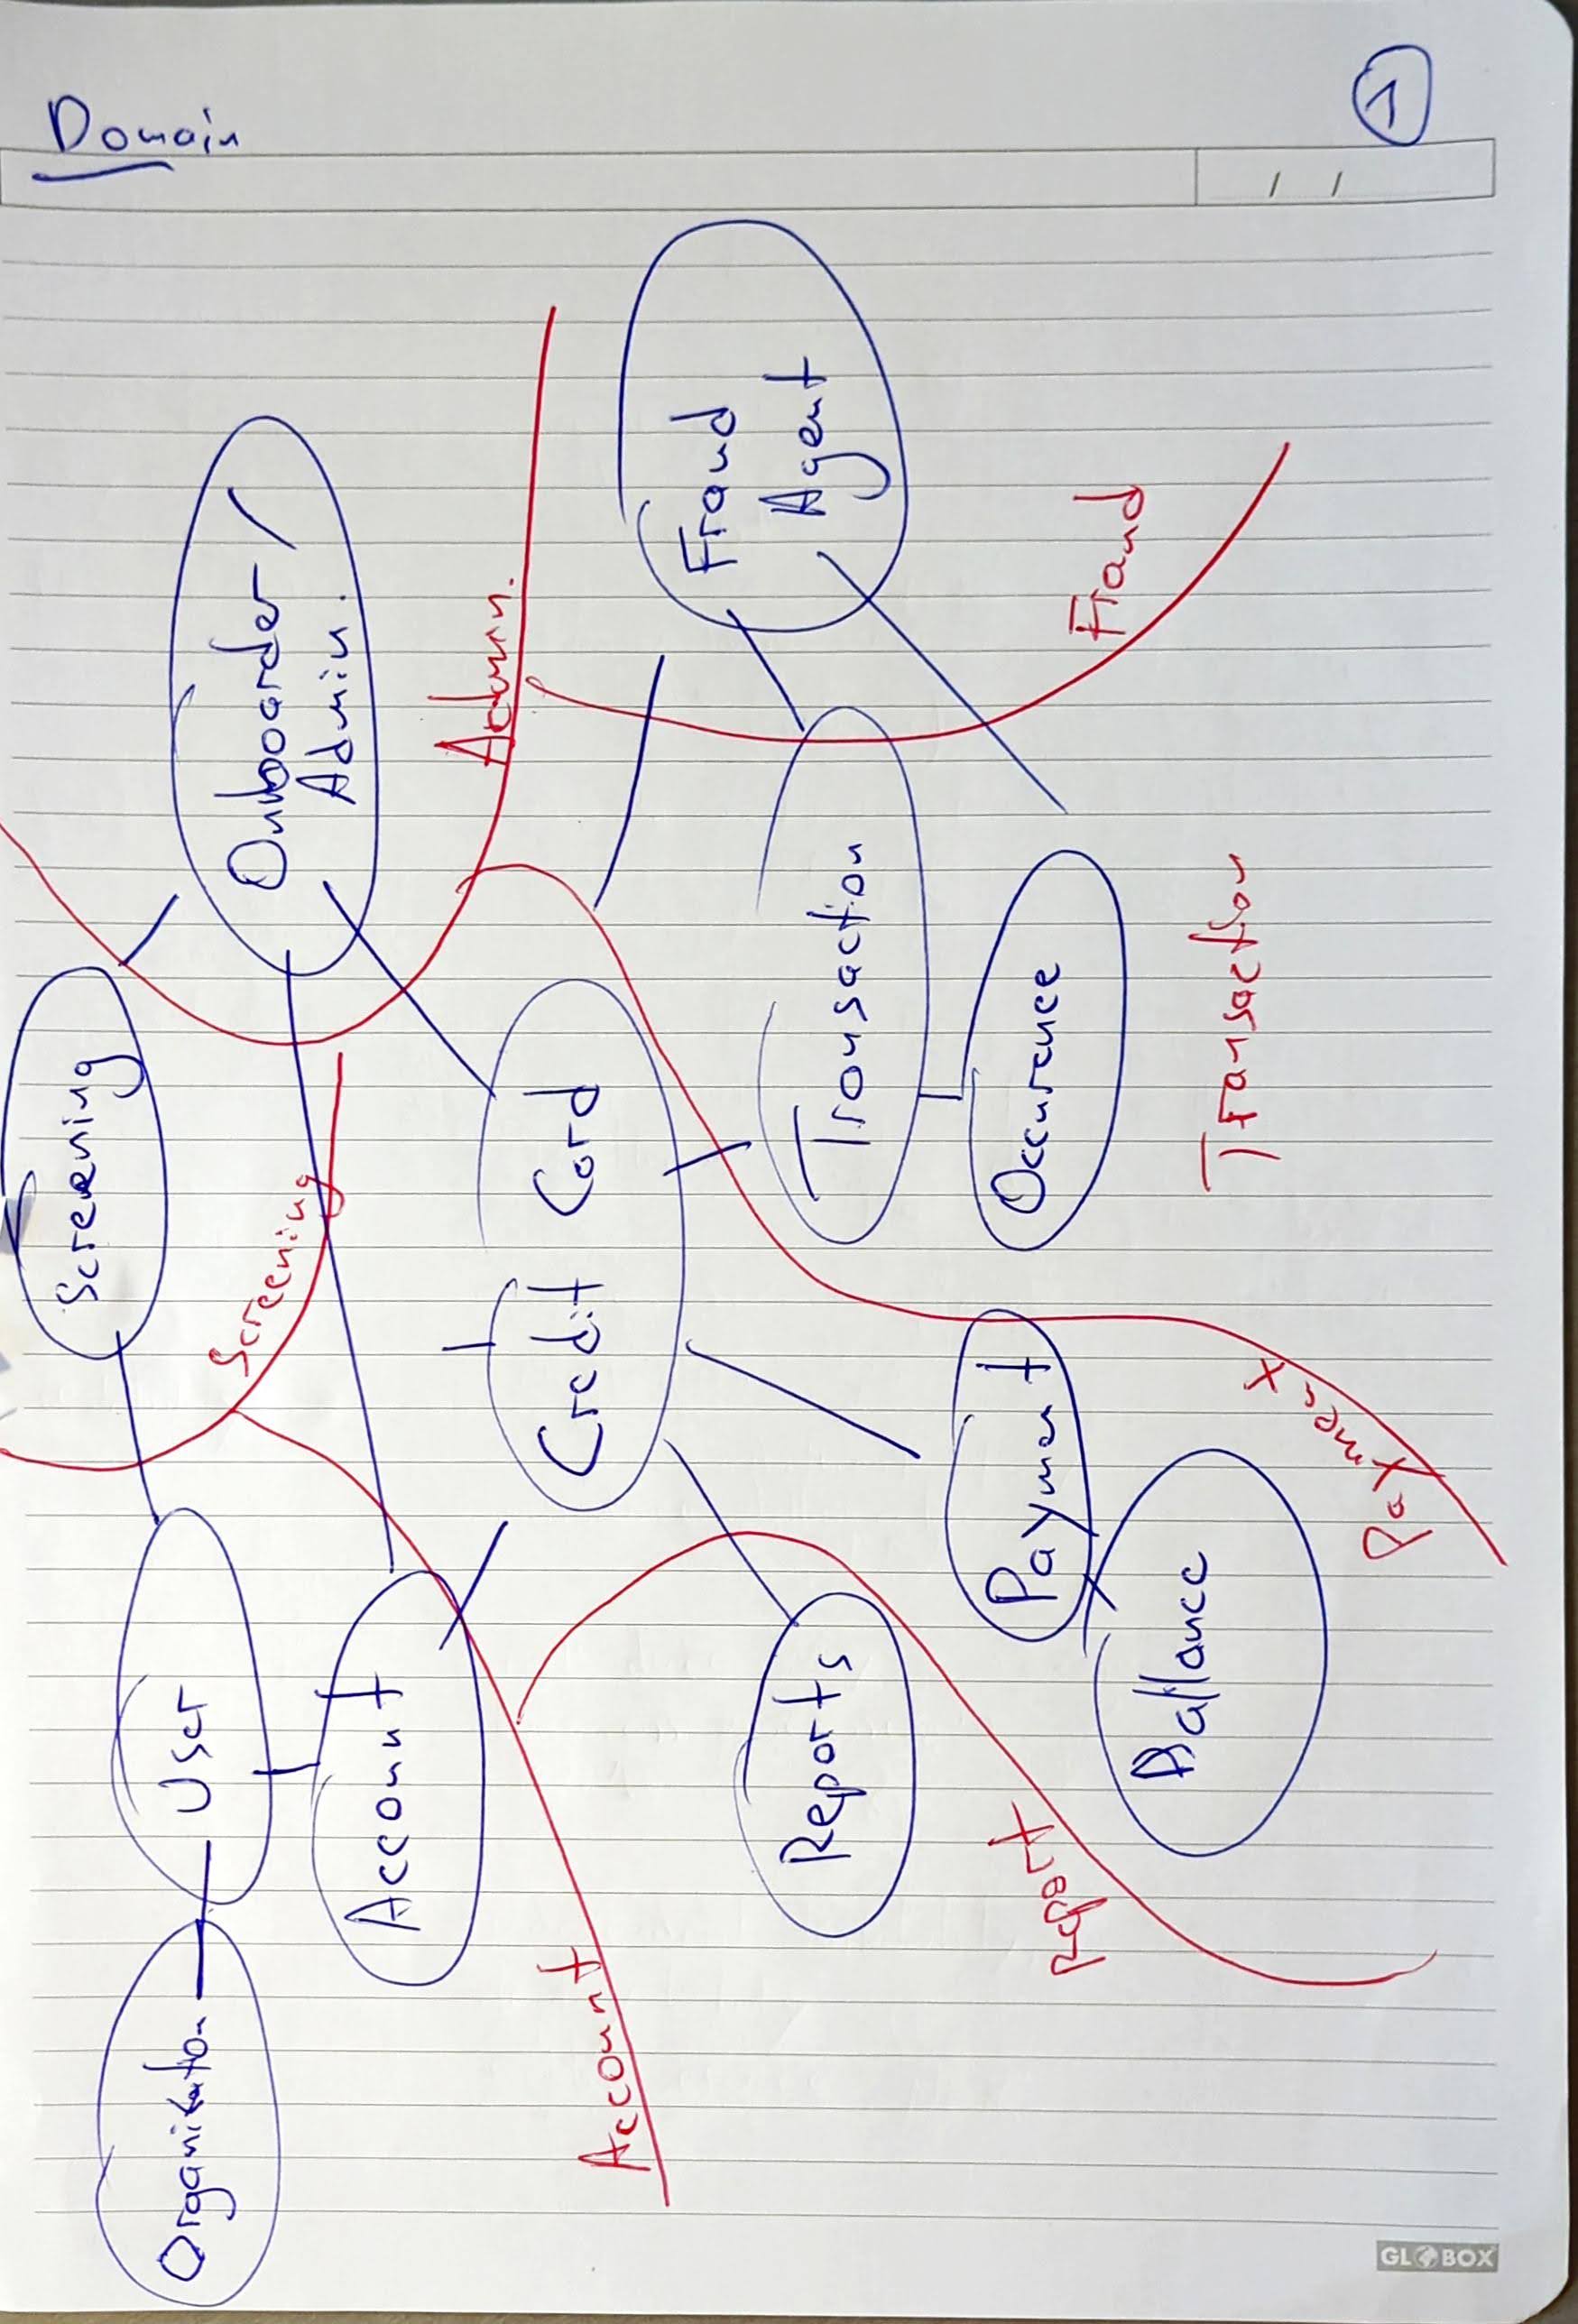 Domain
Screening
Organisation
User
Screening
Onboarder /
Admin.
Account
Admin.
Credit Card
Account
Fraud
Agent
Reports
Transaction
Payment
Occurence
Report
Fraud
Ballance
Transaction
Payment
1
GLOBOX